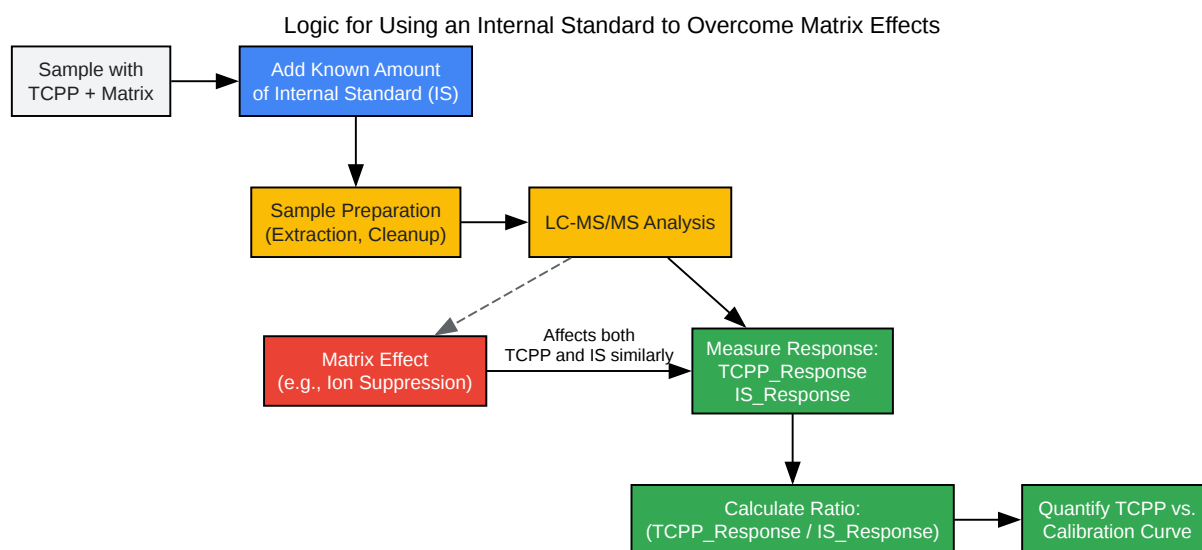 Logic for Using an Internal Standard to Overcome Matrix Effects
Sample with
TCPP + Matrix
Add Known Amount
of Internal Standard (IS)
Sample Preparation
(Extraction, Cleanup)
LC-MS/MS Analysis
Matrix Effect
(e.g., Ion Suppression)
Affects both
TCPP and IS similarly
Measure Response:
TCPP_Response
IS_Response
Calculate Ratio:
(TCPP_Response / IS_Response)
Quantify TCPP vs.
Calibration Curve